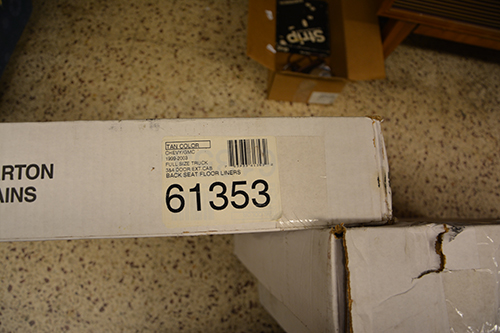 Strip
TAN COLOR
CHEVY/GMC
1999-2003
FULL SIZE TRUCK
3&4 DOOR EXT CAB
BACK SEAT FLOOR LINERS
61353
RTON
AINS